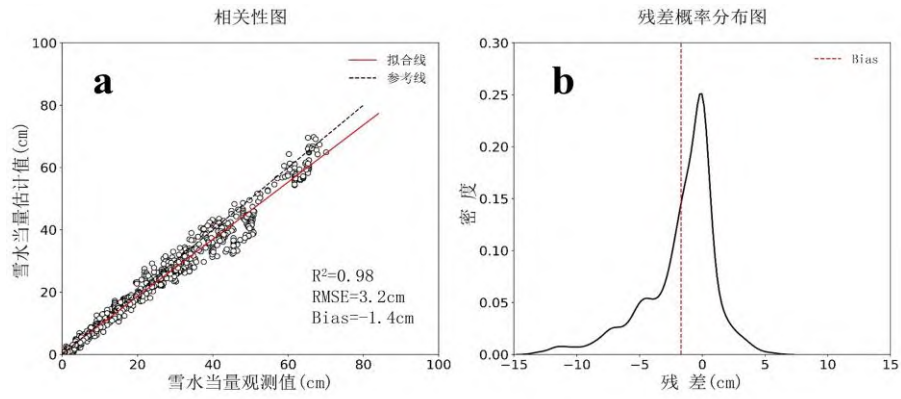 相关性图
100
80
60
40
20
0
0 20 40 60 80 100
雪水当量估计值(cm)
雪水当量观测值(cm)
a
拟合线
参考线
R²=0.98
RMSE=3.2cm
Bias=-1.4cm
残差概率分布图
0.30
0.25
0.20
0.15
0.10
0.05
0.00
−15 −10 −5 0 5 10 15
密 度
残 差(cm)
b
Bias